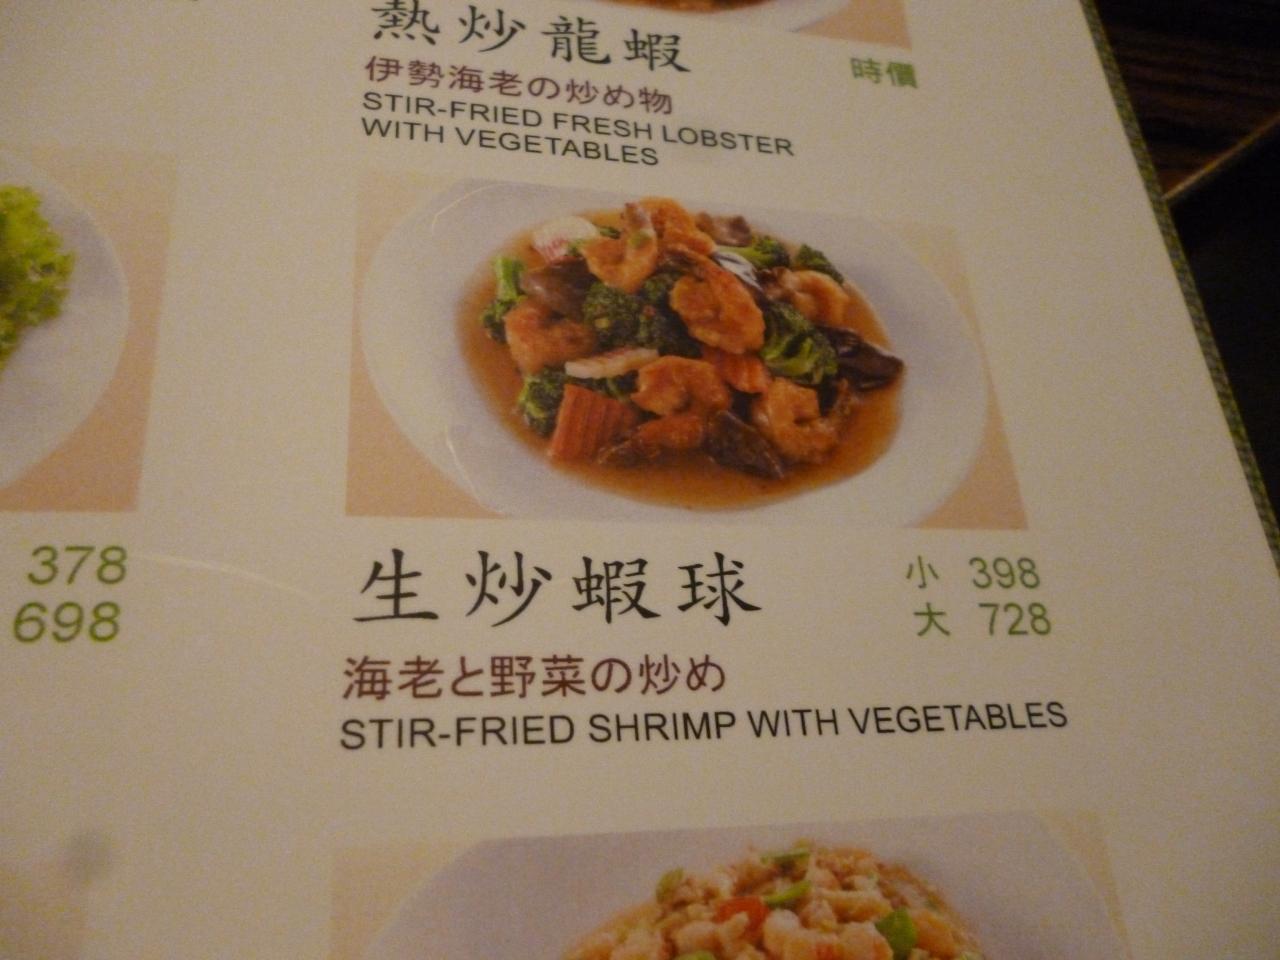 熱炒龍蝦
時價
伊勢海老の炒め物
STIR-FRIED FRESH LOBSTER
WITH VEGETABLES
378
698
生炒蝦球
小 398
大 728
海老と野菜の炒め
STIR-FRIED SHRIMP WITH VEGETABLES